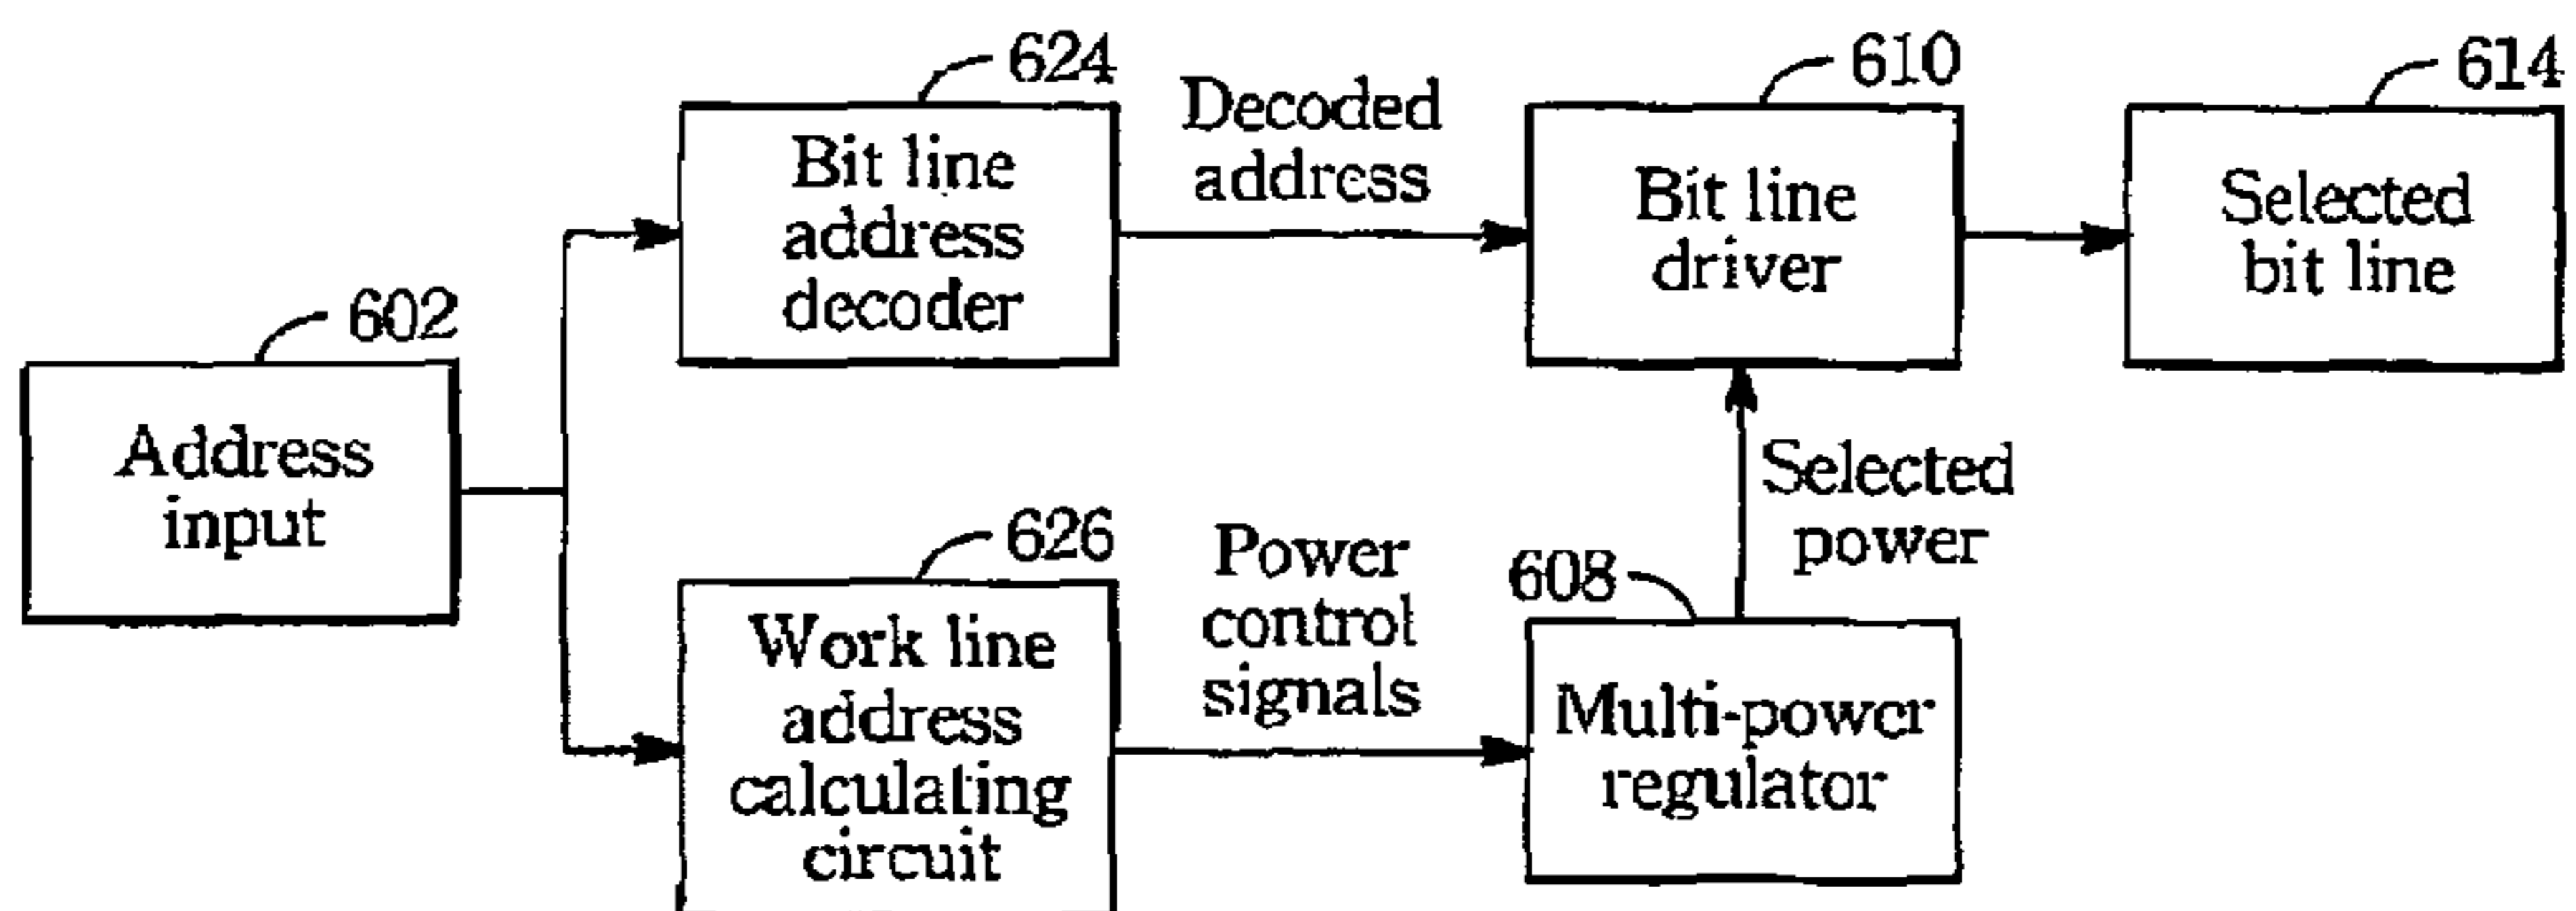 624
Bit line
address
decoder
Decoded
address
610
Bit line
driver
614
Selected
bit line
602
Address
input
626
Work line
address
calculating
circuit
Power
control
signals
608
Multi-power
regulator
Selected
power